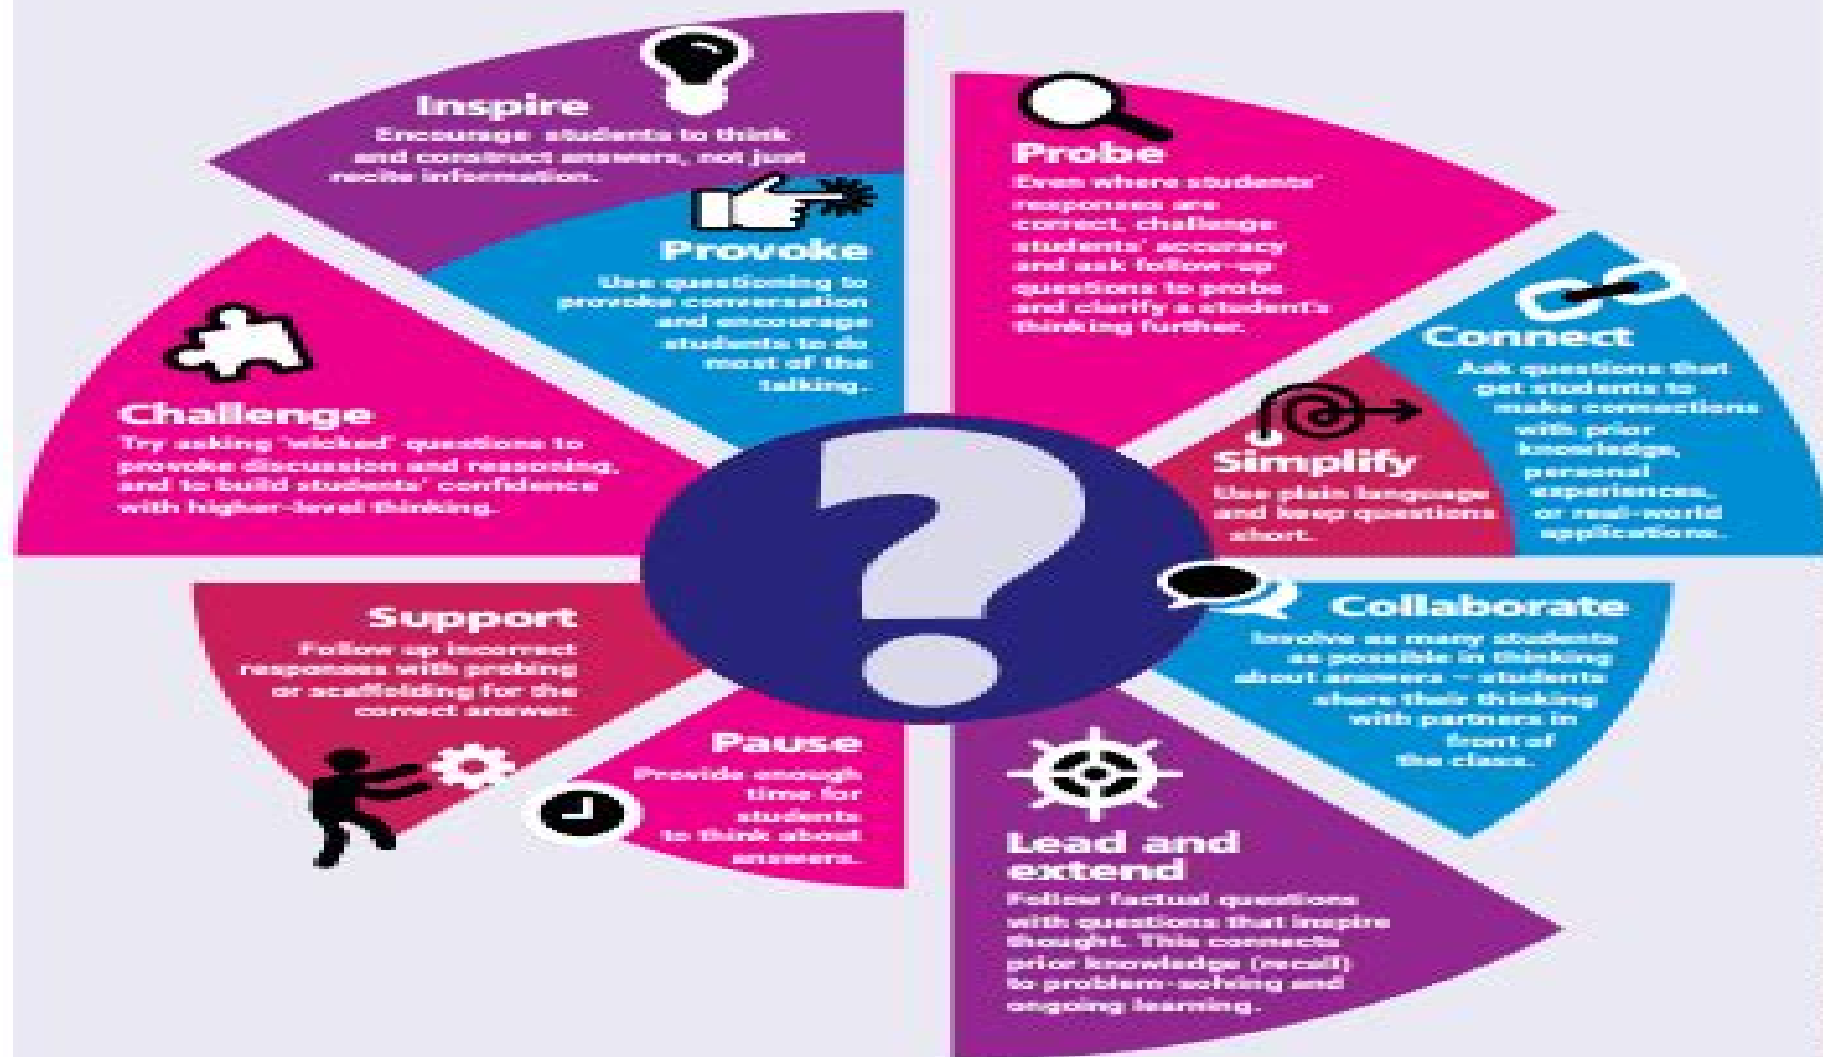 Inspire
Encourage students to think
and construct answers, not just
recite information.
Provoke
Use questioning to
provoke conversation
and encourage
students to do
most of the
talking.
Probe
Even where students'
responses are
correct, challenge
students' accuracy
and ask follow-up
questions to probe
and clarify a student's
thinking further.
Connect
Ask questions that
get students to
make connections
with prior
knowledge,
personal
experiences,
or real-world
applications.
Simplify
Use plain language
and keep questions
short.
Collaborate
Involve as many students
as possible in thinking
about answers – students
share their thinking
with partners in
front of
the class.
Lead and
extend
Follow factual questions
with questions that inspire
thought. This connects
prior knowledge (recall)
to problem-solving and
ongoing learning.
Pause
Provide enough
time for
students
to think about
answers.
Support
Follow up incorrect
responses with probing
or scaffolding for the
correct answer.
Challenge
Try asking 'wicked' questions to
provoke discussion and reasoning,
and to build students' confidence
with higher-level thinking.
?